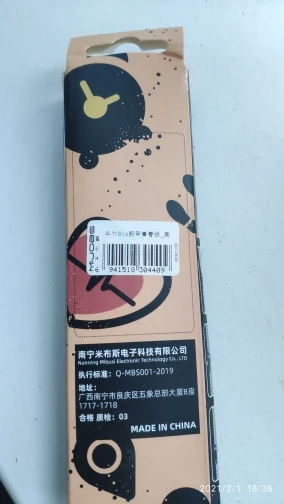 6 941518 304409
南宁米布斯电子科技有限公司
Nanning Mibusi Electronic Technology Co., LTD
执行标准：Q-MBS001-2019
地址：
广西南宁市良庆区五象总部大厦B座
1717-1718
合格 质检：03
MADE IN CHINA
2021/2/1 16:38